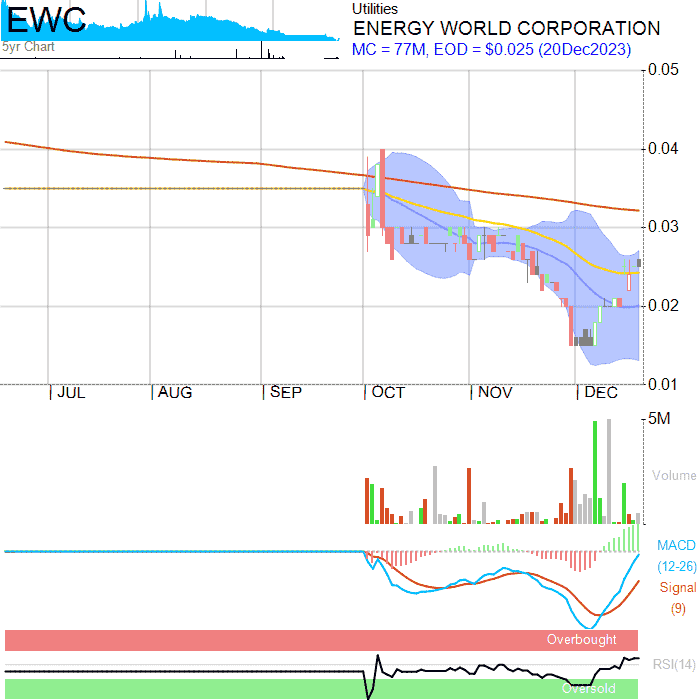 EWC
5yr Chart
Utilities
ENERGY WORLD CORPORATION
MC = 77M, EOD = $0.025 (20Dec2023)
0.05
0.04
0.03
0.02
0.01
JUL AUG SEP OCT NOV DEC
5M
Volume
MACD
(12-26)
Signal
(9)
Overbought
RSI(14)
Oversold